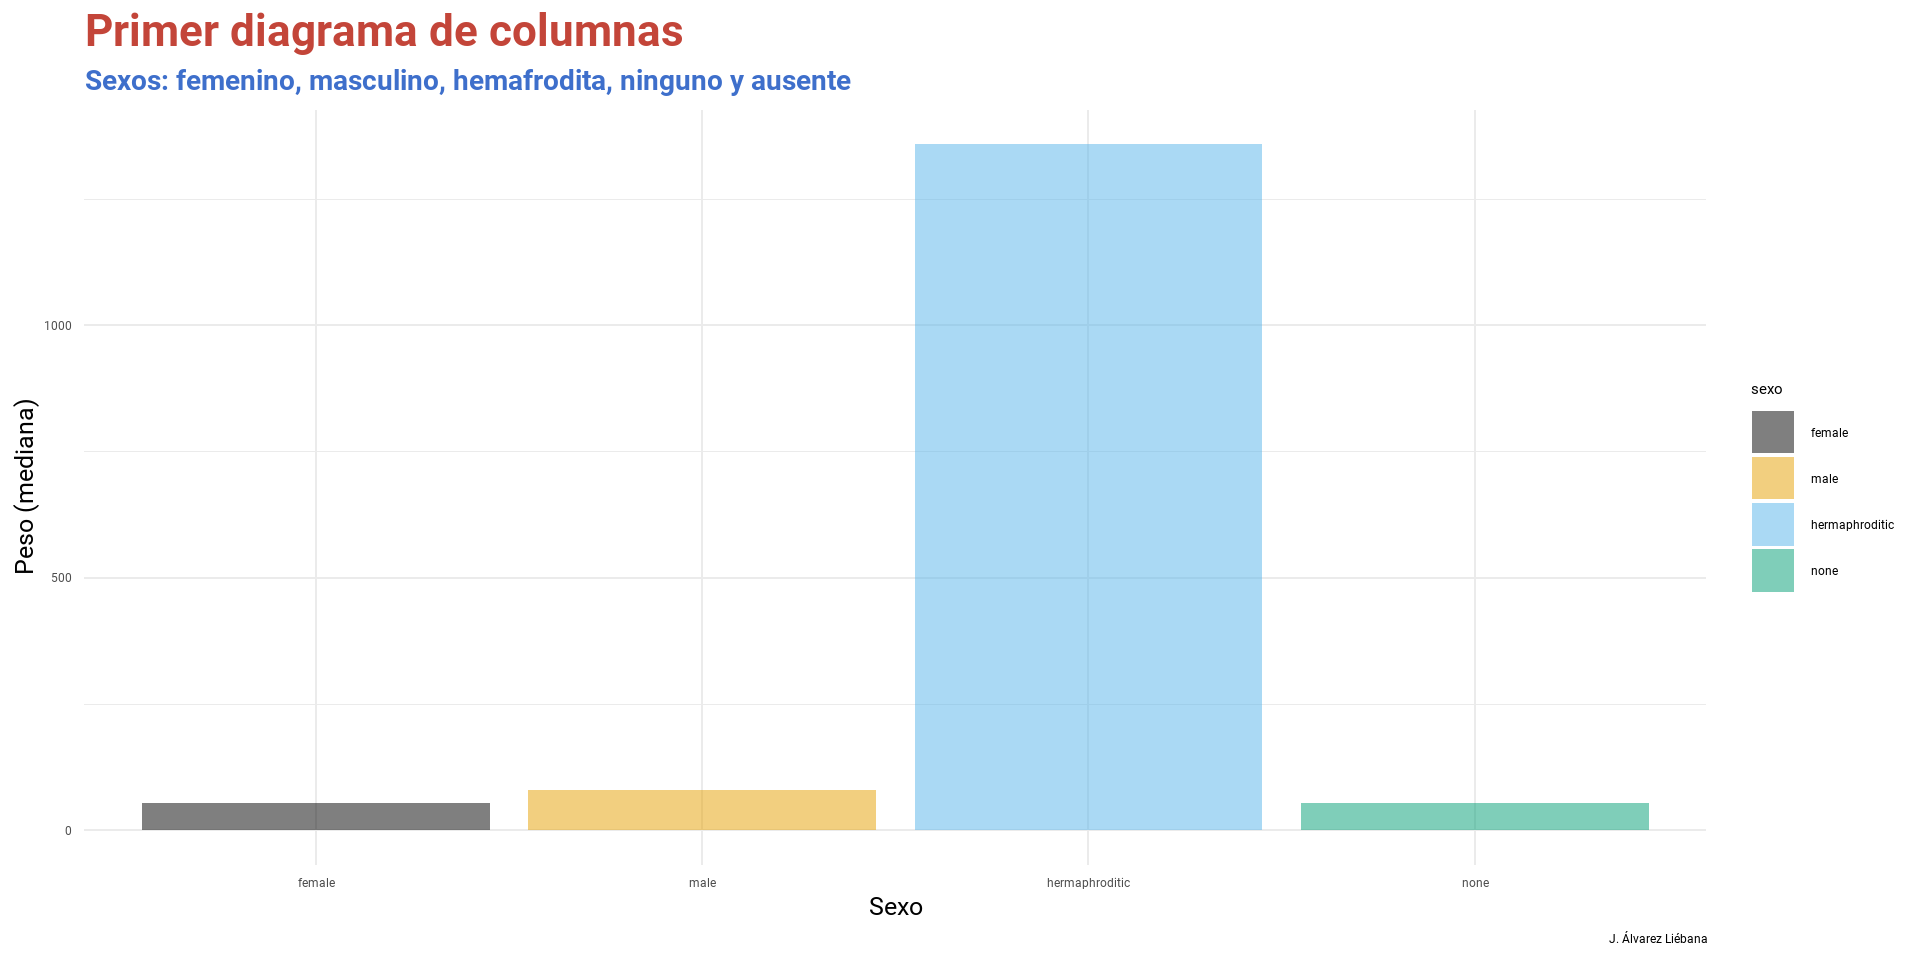 Primer diagrama de columnas
Sexos: femenino, masculino, hemafrodita, ninguno y ausente
Peso (mediana)
1000
500
0
female
male
hermaphroditic
none
Sexo
sexo
female
male
hermaphroditic
none
J. Álvarez Liébana